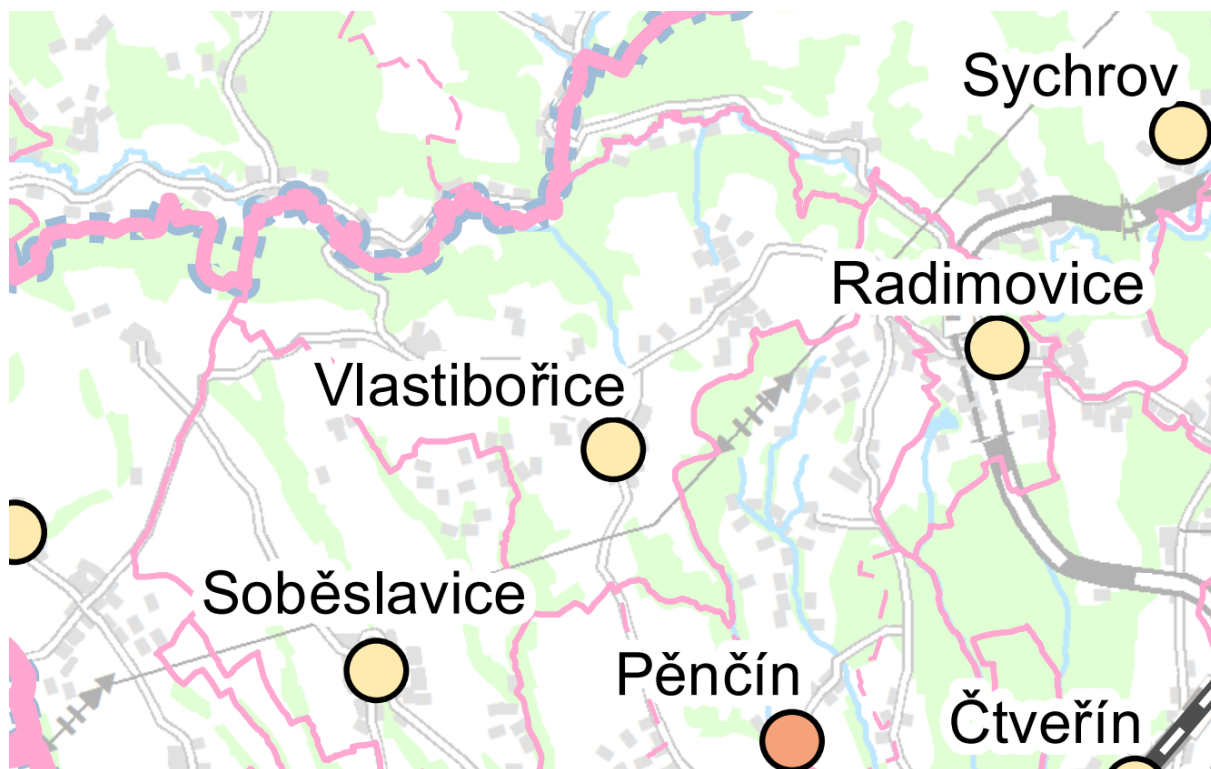 Sychrov
Radimovice
Vlastibořice
Soběslavice
Pěnčín
Čtveřín